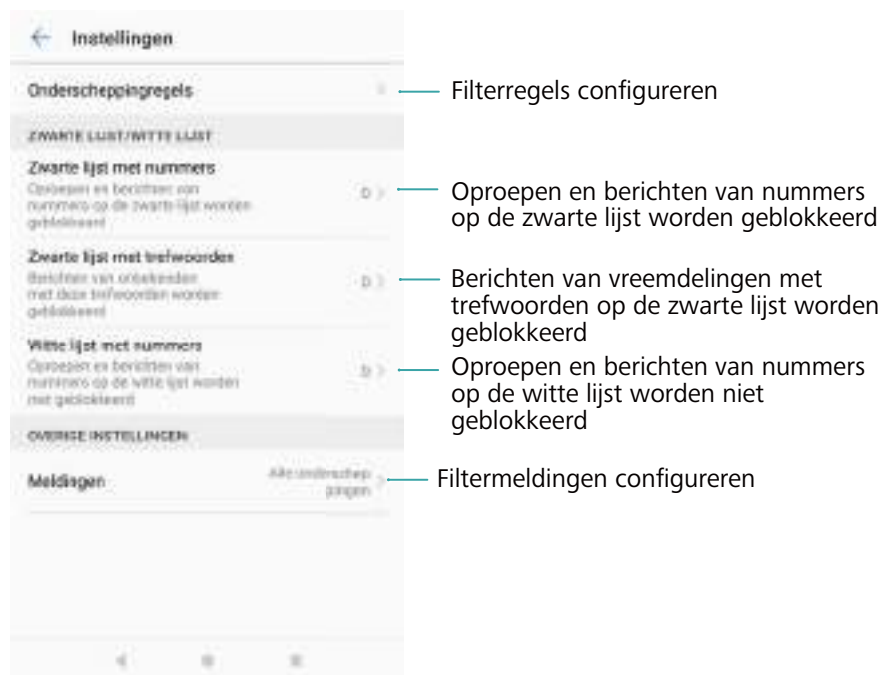 Instellingen
Onderscheppingregels
Filterregels configureren
ZWARTE LIJST/WITTE LIJST
Zwarte lijst met nummers
Oproepen en berichten van
nummers op de zwarte lijst worden
geblokkeerd
0
Oproepen en berichten van nummers
op de zwarte lijst worden geblokkeerd
Zwarte lijst met trefwoorden
Berichten van onbekenden
met deze trefwoorden worden
geblokkeerd
0
Berichten van vreemdelingen met
trefwoorden op de zwarte lijst worden
geblokkeerd
Witte lijst met nummers
Oproepen en berichten van
nummers op de witte lijst worden
niet geblokkeerd
0
Oproepen en berichten van nummers
op de witte lijst worden niet
geblokkeerd
OVERIGE INSTELLINGEN
Meldingen
Alle onderschep
pingen
Filtermeldingen configureren